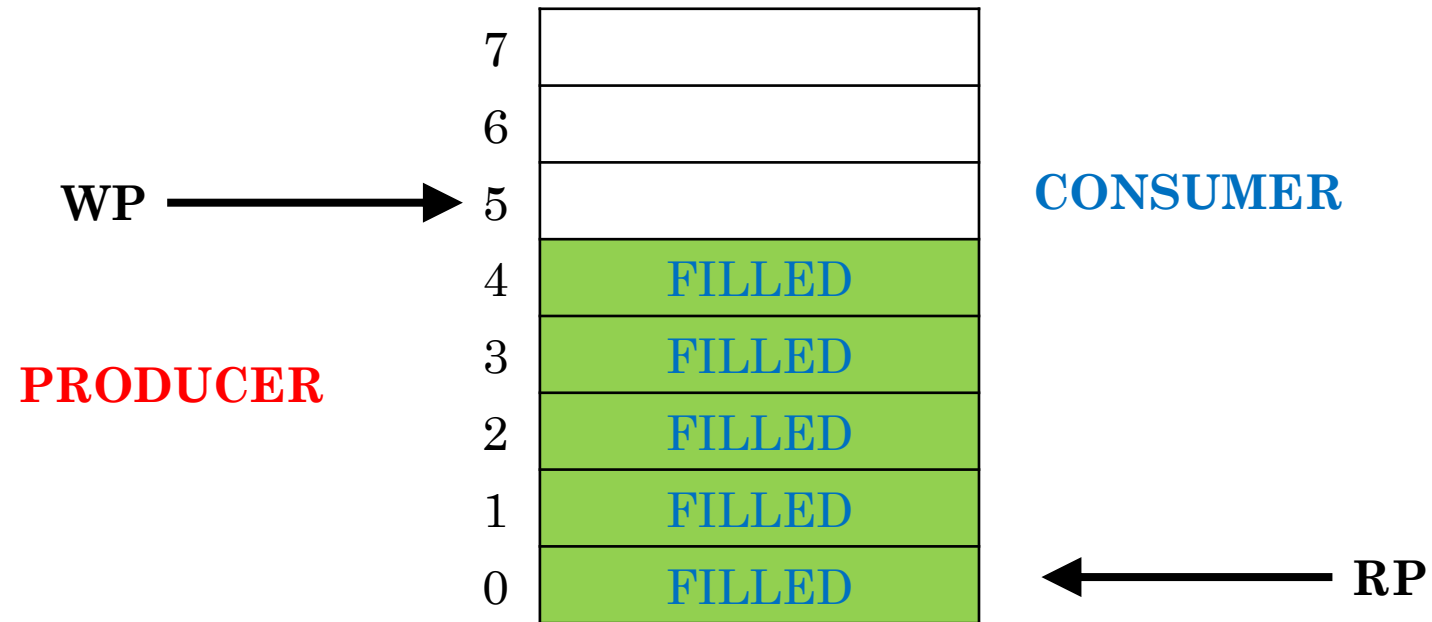 7
6
WP 5 CONSUMER
4 FILLED
3 FILLED
PRODUCER
2 FILLED
1 FILLED
0 FILLED RP